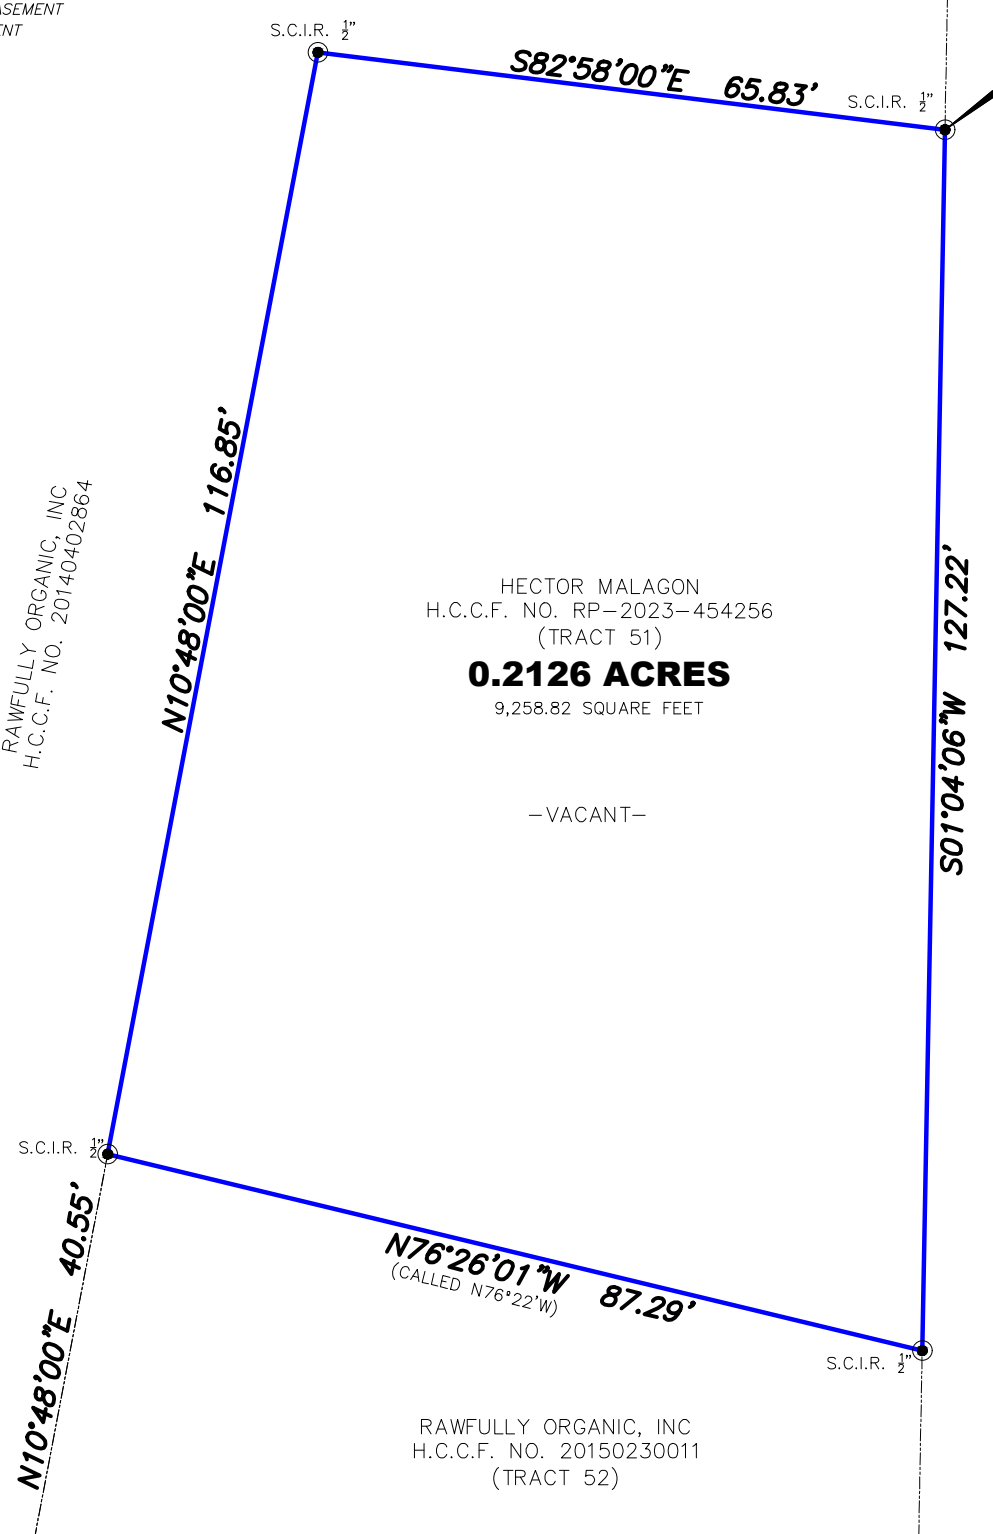 ASEMENT
ENT
S.C.I.R. ½"
S82°58'00"E 65.83'
S.C.I.R. ½"
N10°48'00"E 116.85'
RAWFULLY ORGANIC, INC
H.C.C.F. NO. 20140402864
HECTOR MALAGON
H.C.C.F. NO. RP-2023-454256
(TRACT 51)
0.2126 ACRES
9,258.82 SQUARE FEET
-VACANT-
S01°04'06"W 127.22'
S.C.I.R. ½"
N10°48'00"E 40.55'
N76°26'01"W 87.29'
(CALLED N76°22'W)
S.C.I.R. ½"
RAWFULLY ORGANIC, INC
H.C.C.F. NO. 20150230011
(TRACT 52)